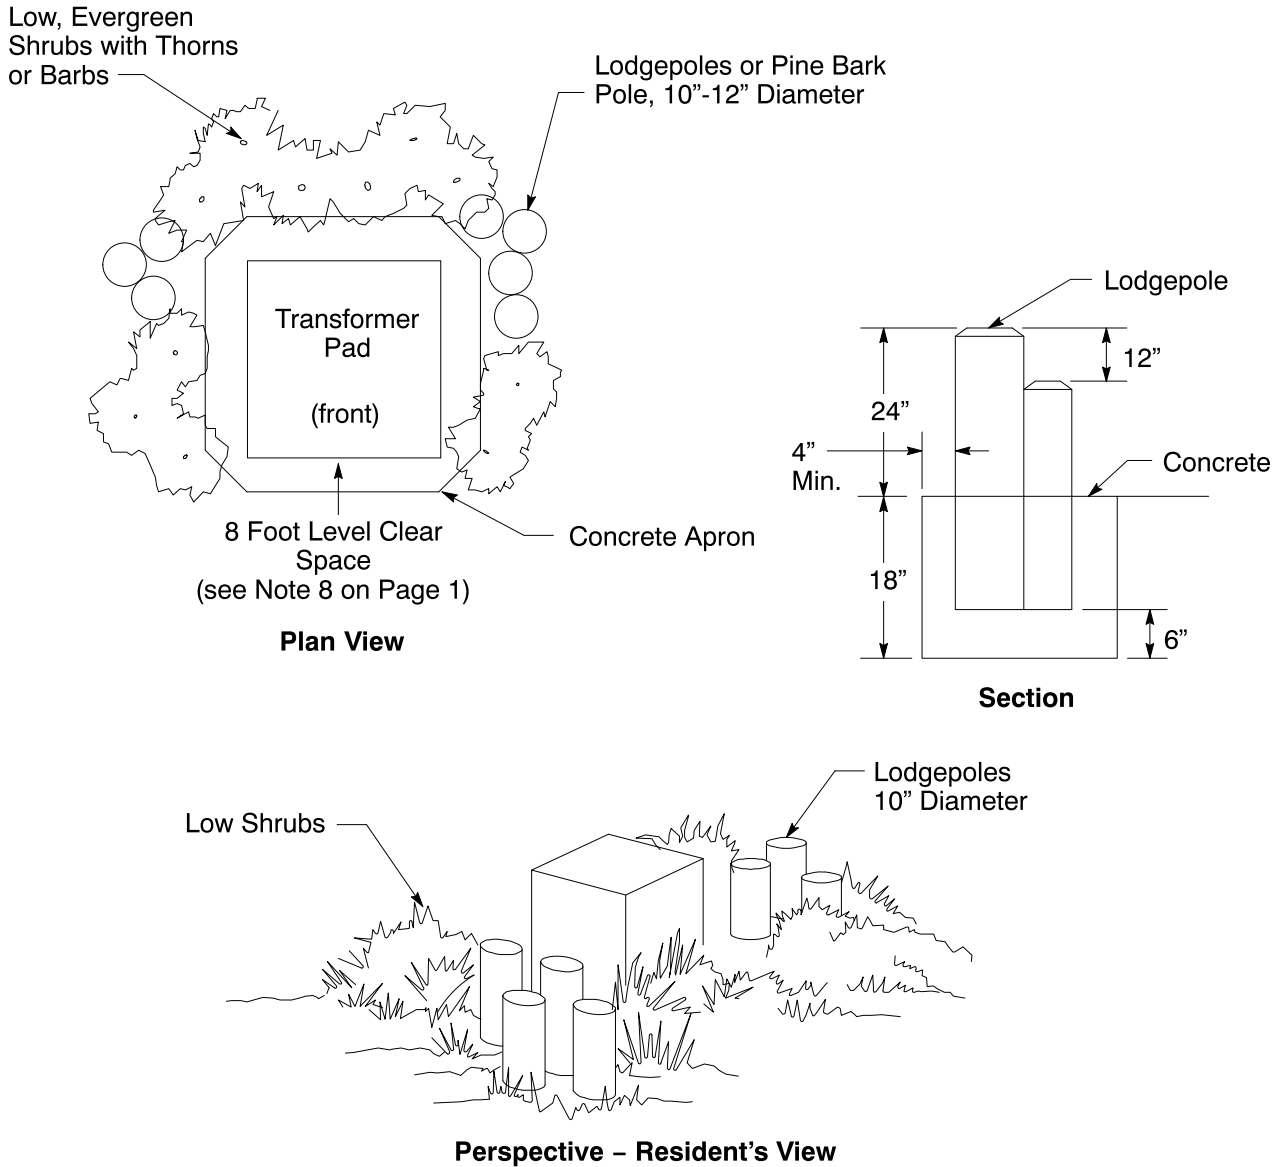 Low, Evergreen
Shrubs with Thorns
or Barbs
Lodgepoles or Pine Bark
Pole, 10”-12” Diameter
Transformer
Pad
(front)
8 Foot Level Clear
Space
(see Note 8 on Page 1)
Concrete Apron
Plan View
Lodgepole
12”
24”
4”
Min.
Concrete
18”
6”
Section
Lodgepoles
10” Diameter
Low Shrubs
Perspective – Resident’s View